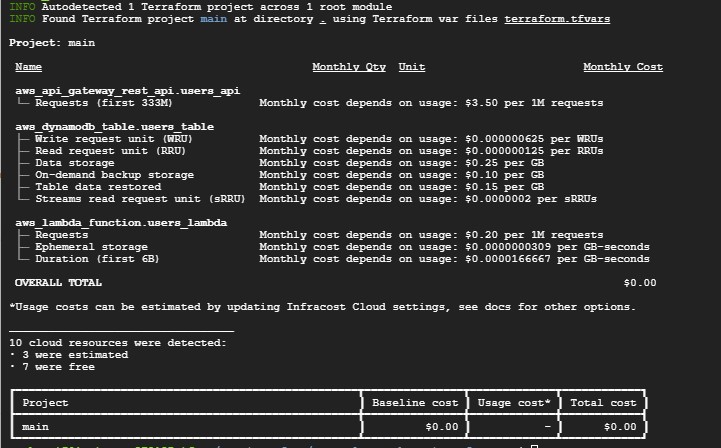 INFO Autodetected 1 Terraform project across 1 root module
INFO Found Terraform project main at directory . using Terraform var files terraform.tfvars
Project: main
Name Monthly Qty Unit Monthly Cost
aws_api_gateway_rest_api.users_api
└─ Requests (first 333M) Monthly cost depends on usage: $3.50 per 1M requests
aws_dynamodb_table.users_table
├─ Write request unit (WRU) Monthly cost depends on usage: $0.000000625 per WRUs
├─ Read request unit (RRU) Monthly cost depends on usage: $0.000000125 per RRUs
├─ Data storage Monthly cost depends on usage: $0.25 per GB
├─ On-demand backup storage Monthly cost depends on usage: $0.10 per GB
├─ Table data restored Monthly cost depends on usage: $0.15 per GB
└─ Streams read request unit (sRRU) Monthly cost depends on usage: $0.0000002 per sRRUs
aws_lambda_function.users_lambda
├─ Requests Monthly cost depends on usage: $0.20 per 1M requests
├─ Ephemeral storage Monthly cost depends on usage: $0.0000000309 per GB-seconds
└─ Duration (first 6B) Monthly cost depends on usage: $0.0000166667 per GB-seconds
OVERALL TOTAL $0.00
*Usage costs can be estimated by updating Infracost Cloud settings, see docs for other options.
10 cloud resources were detected:
· 3 were estimated
· 7 were free
Project Baseline cost Usage cost* Total cost
main $0.00 - $0.00